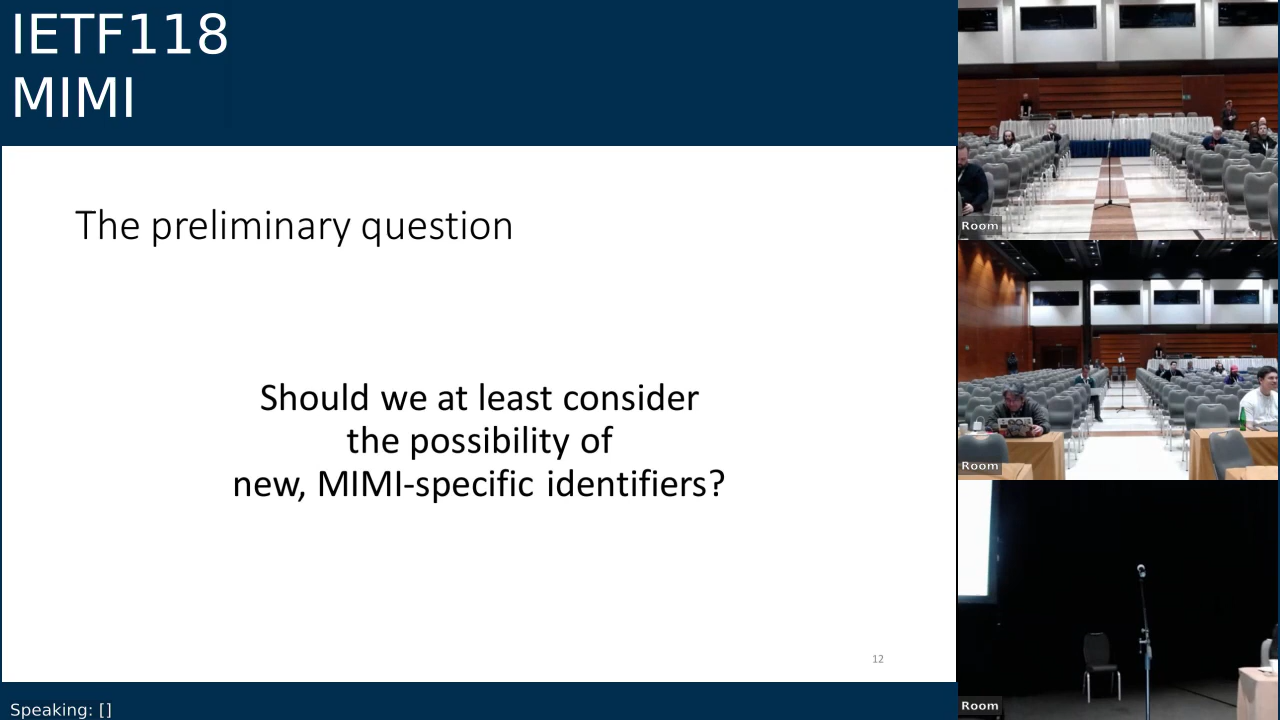 IETF118
MIMI
The preliminary question
Should we at least consider
the possibility of
new, MIMI-specific identifiers?
12
Speaking: []
Room
Room
Room